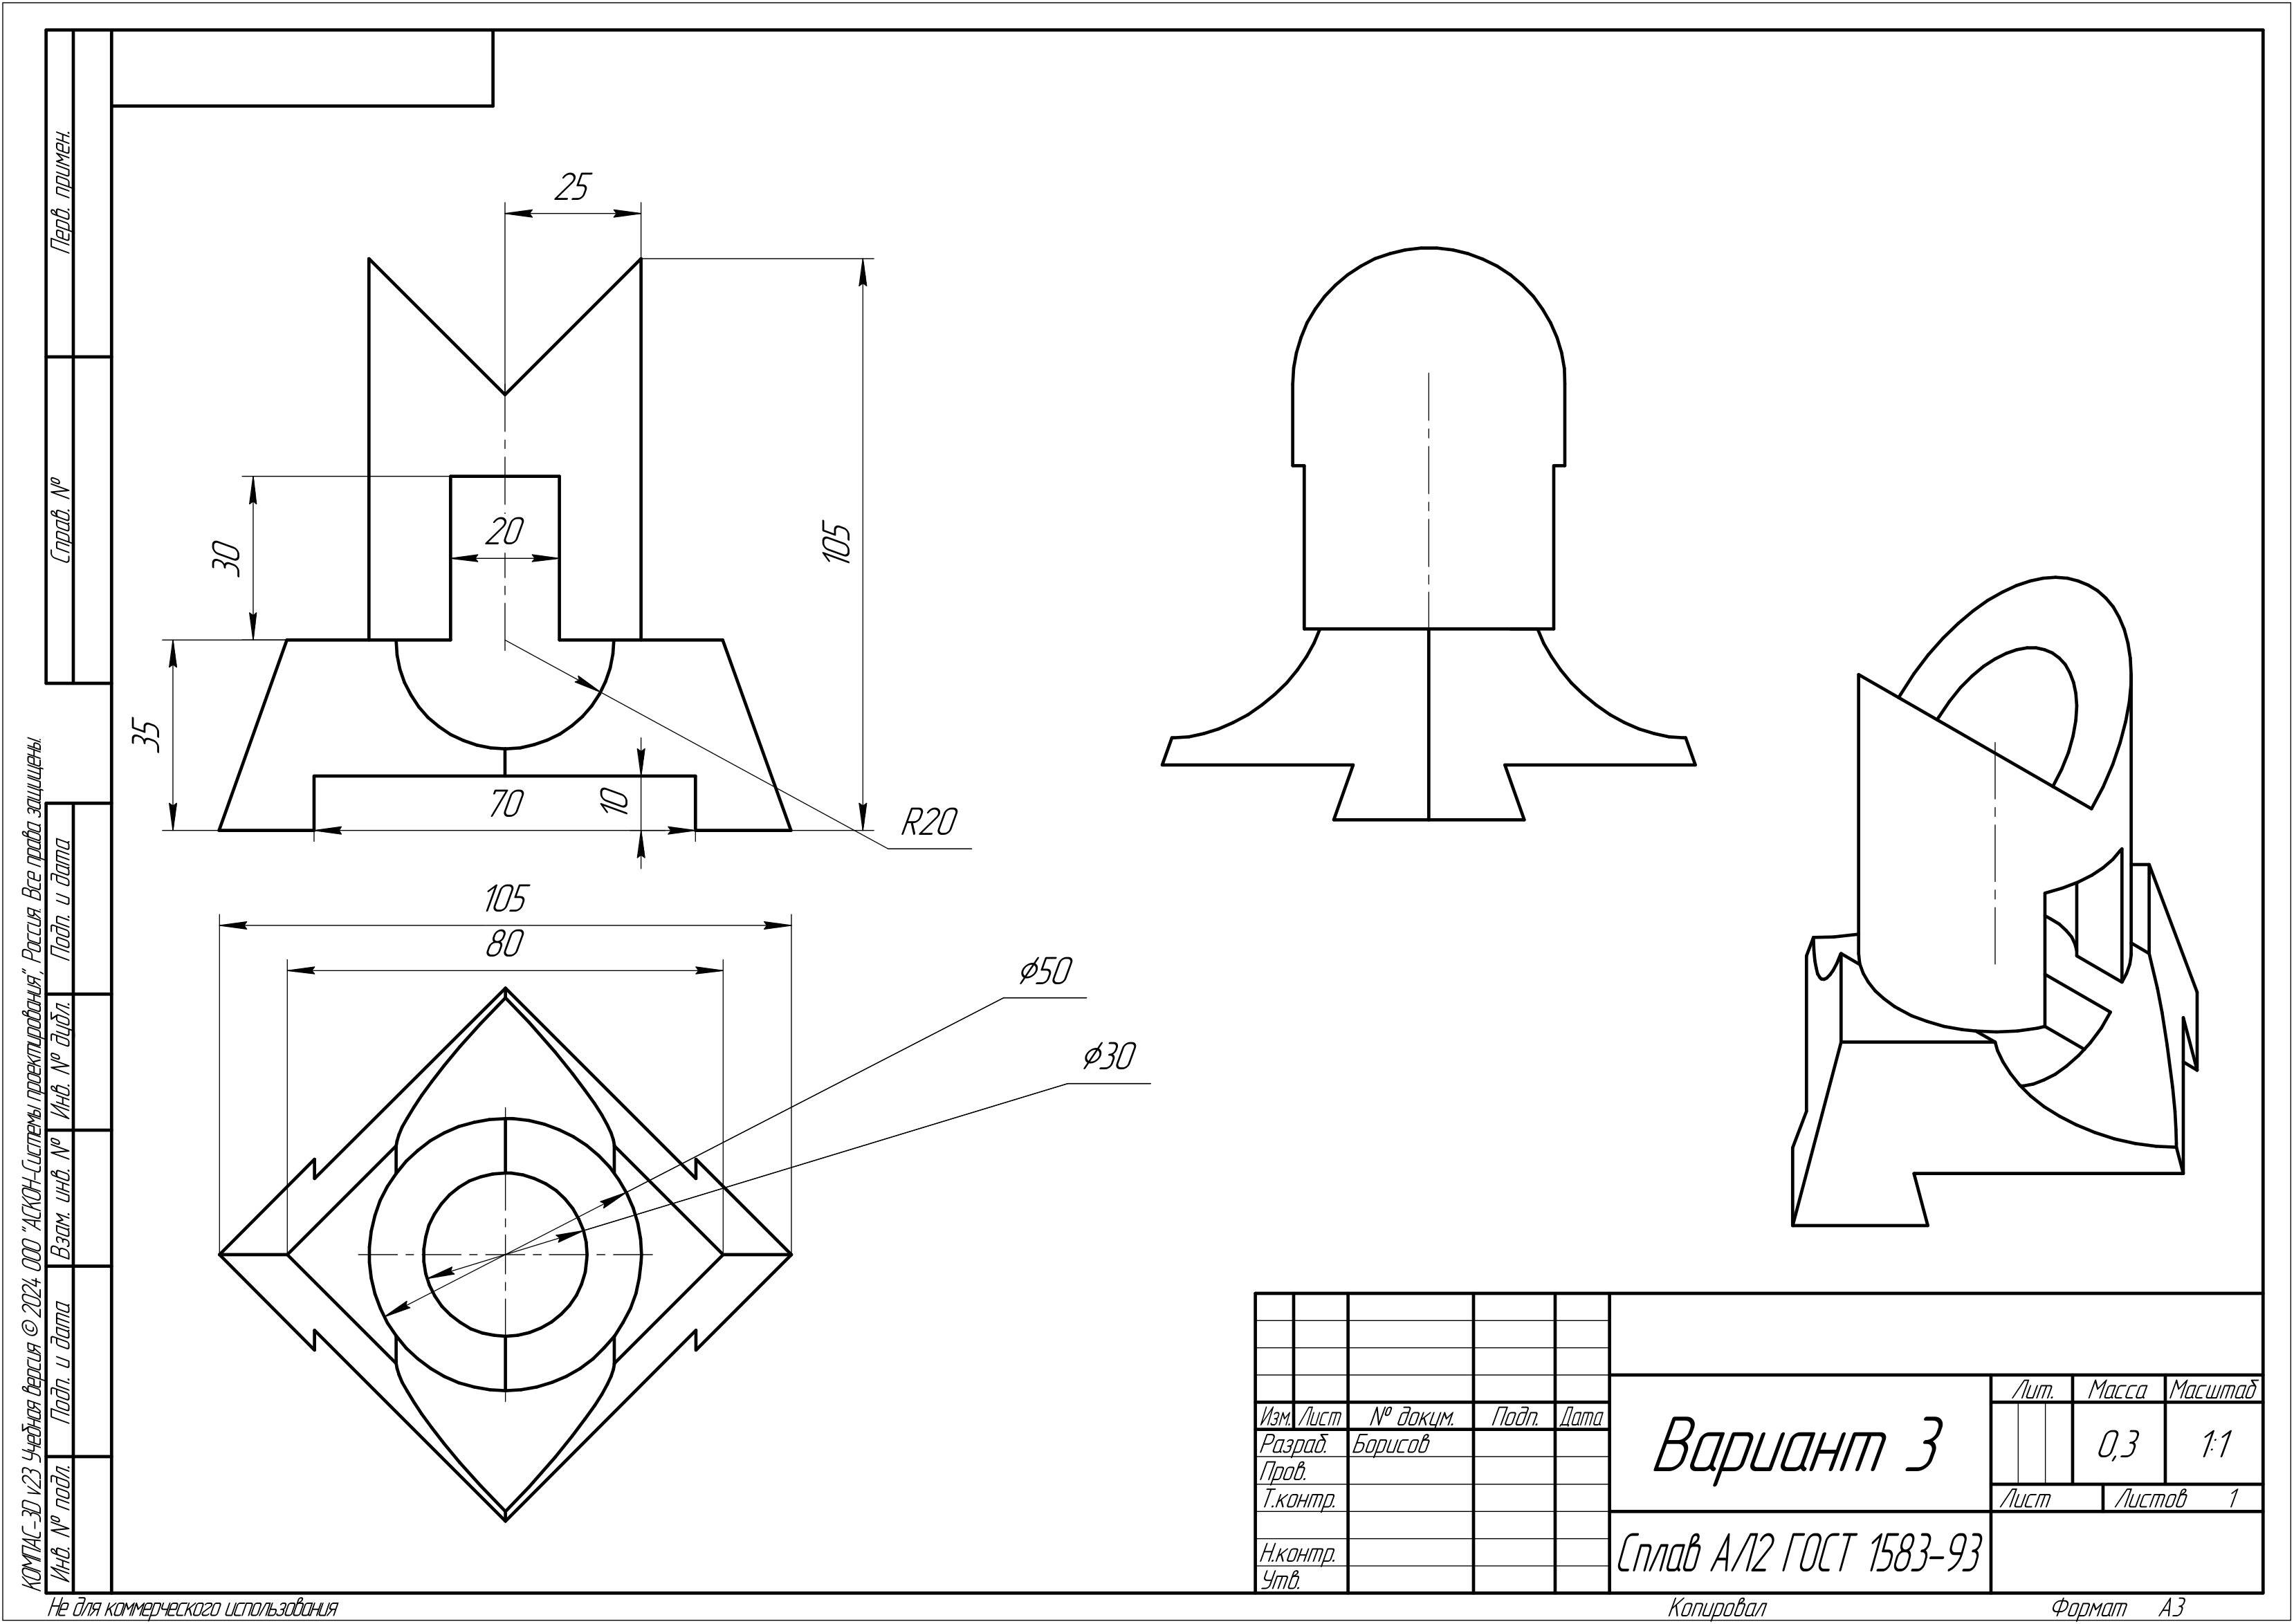 Перв. примен.
Справ. №
Подп. и дата
Инв. № дубл.
Взам. инв. №
Подп. и дата
Инв. № подл.
КОМПАС-3D v23 Учебная версия © 2024 ООО "АСКОН-Системы проектирования", Россия. Все права защищены.
25
105
30
20
35
70
10
R20
105
80
ϕ50
ϕ30
Изм. Лист № докум. Подп. Дата
Разраб. Борисов
Пров.
Т.контр.
Н.контр.
Утв.
Вариант 3
Лит. Масса Масштаб
0,3 1:1
Лист Листов 1
Сплав АЛ2 ГОСТ 1583-93
Не для коммерческого использования
Копировал
Формат А3